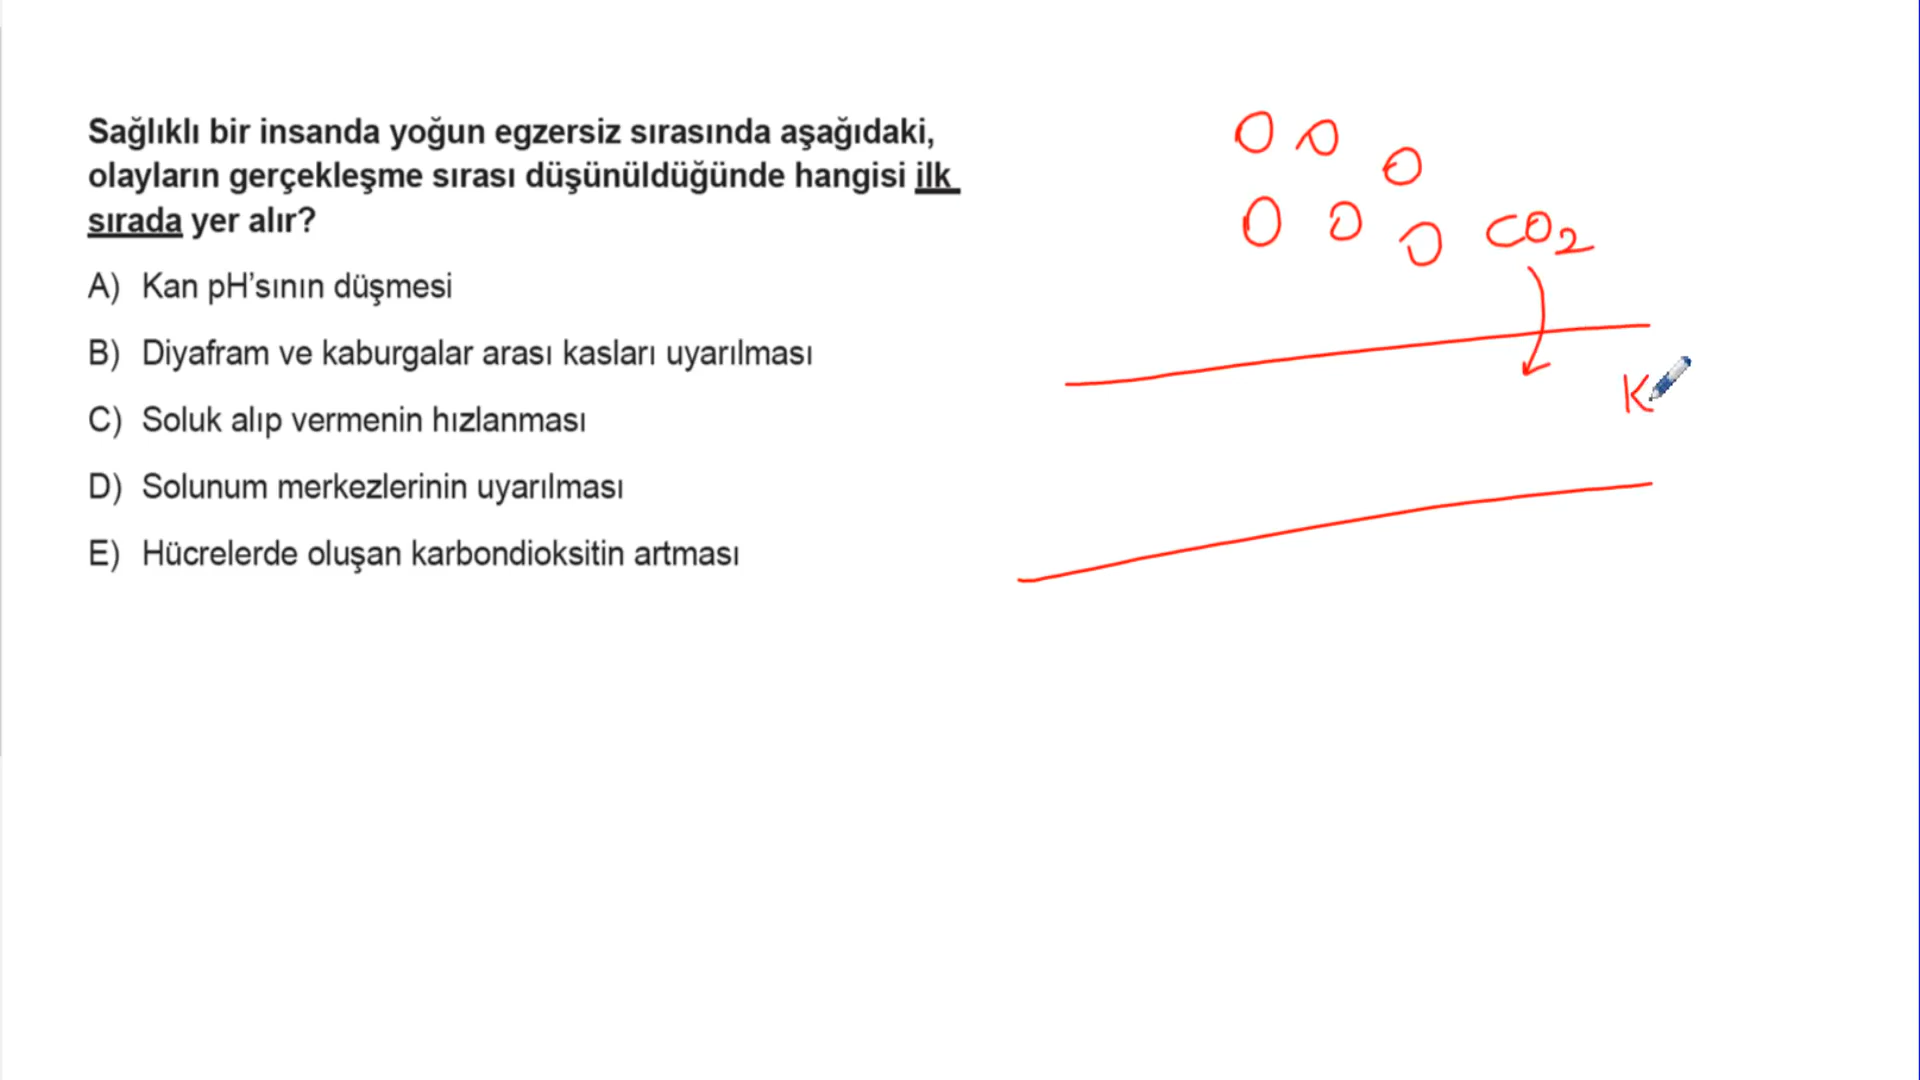 Sağlıklı bir insanda yoğun egzersiz sırasında aşağıdaki,
olayların gerçekleşme sırası düşünüldüğünde hangisi ilk
sırada yer alır?
A) Kan pH’sının düşmesi
B) Diyafram ve kaburgalar arası kasları uyarılması
C) Soluk alıp vermenin hızlanması
D) Solunum merkezlerinin uyarılması
E) Hücrelerde oluşan karbondioksitin artması
CO2
K